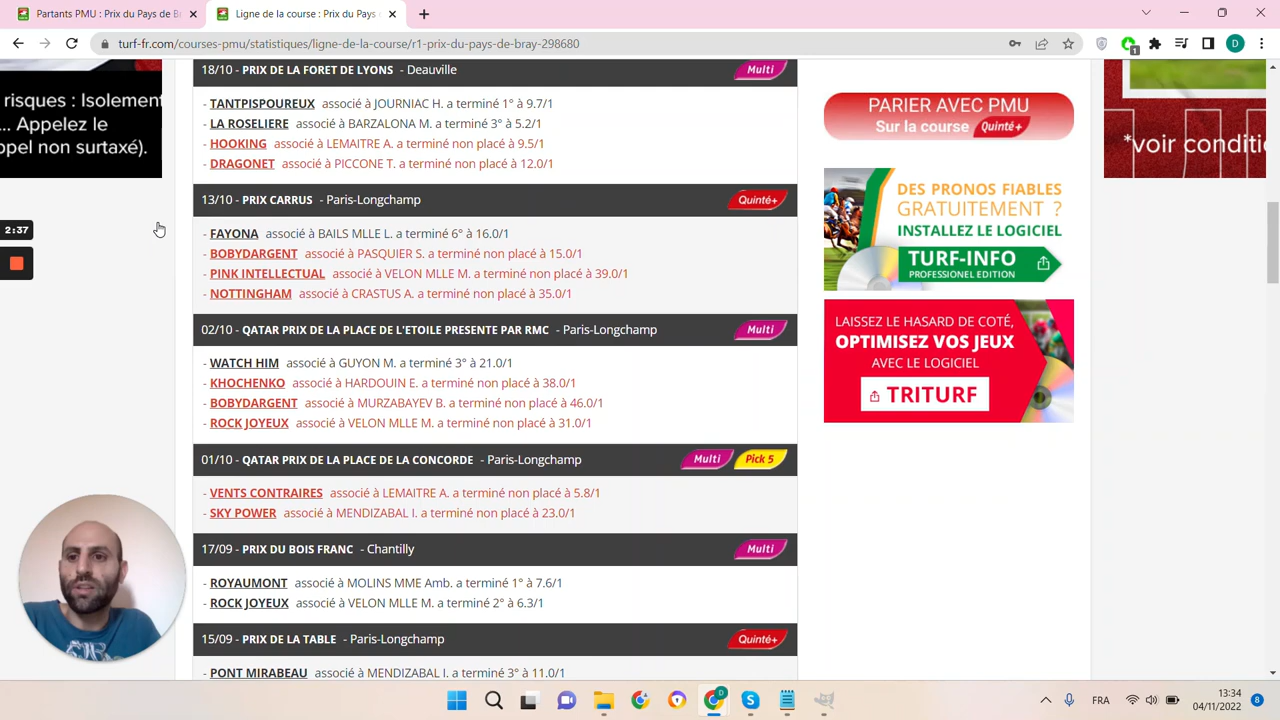 Partants PMU : Prix du Pays de B
Ligne de la course : Prix du Pays
turf-fr.com/courses-pmu/statistiques/ligne-de-la-course/r1-prix-du-pays-de-bray-298680
1
D
risques : Isolement
... Appelez le
ppel non surtaxé).
2:37
18/10 - PRIX DE LA FORET DE LYONS - Deauville Multi
- TANTPISPOUREUX associé à JOURNIAC H. a terminé 1° à 9.7/1
- LA ROSELIERE associé à BARZALONA M. a terminé 3° à 5.2/1
- HOOKING associé à LEMAITRE A. a terminé non placé à 9.5/1
- DRAGONET associé à PICCONE T. a terminé non placé à 12.0/1
13/10 - PRIX CARRUS - Paris-Longchamp Quinté+
- FAYONA associé à BAILS MLLE L. a terminé 6° à 16.0/1
- BOBYDARGENT associé à PASQUIER S. a terminé non placé à 15.0/1
- PINK INTELLECTUAL associé à VELON MLLE M. a terminé non placé à 39.0/1
- NOTTINGHAM associé à CRASTUS A. a terminé non placé à 35.0/1
02/10 - QATAR PRIX DE LA PLACE DE L'ETOILE PRESENTE PAR RMC - Paris-Longchamp Multi
- WATCH HIM associé à GUYON M. a terminé 3° à 21.0/1
- KHOCHENKO associé à HARDOUIN E. a terminé non placé à 38.0/1
- BOBYDARGENT associé à MURZABAYEV B. a terminé non placé à 46.0/1
- ROCK JOYEUX associé à VELON MLLE M. a terminé non placé à 31.0/1
01/10 - QATAR PRIX DE LA PLACE DE LA CONCORDE - Paris-Longchamp Multi Pick 5
- VENTS CONTRAIRES associé à LEMAITRE A. a terminé non placé à 5.8/1
- SKY POWER associé à MENDIZABAL I. a terminé non placé à 23.0/1
17/09 - PRIX DU BOIS FRANC - Chantilly Multi
- ROYAUMONT associé à MOLINS MME Amb. a terminé 1° à 7.6/1
- ROCK JOYEUX associé à VELON MLLE M. a terminé 2° à 6.3/1
15/09 - PRIX DE LA TABLE - Paris-Longchamp Quinté+
- PONT MIRABEAU associé à MENDIZABAL I. a terminé 3° à 11.0/1
PARIER AVEC PMU
Sur la course Quinté+
DES PRONOS FIABLES
GRATUITEMENT ?
INSTALLEZ LE LOGICIEL
TURF-INFO
PROFESSIONEL EDITION
LAISSEZ LE HASARD DE COTÉ,
OPTIMISEZ VOS JEUX
AVEC LE LOGICIEL
TRITURF
*voir conditi
D
FRA
13:34
04/11/2022
8